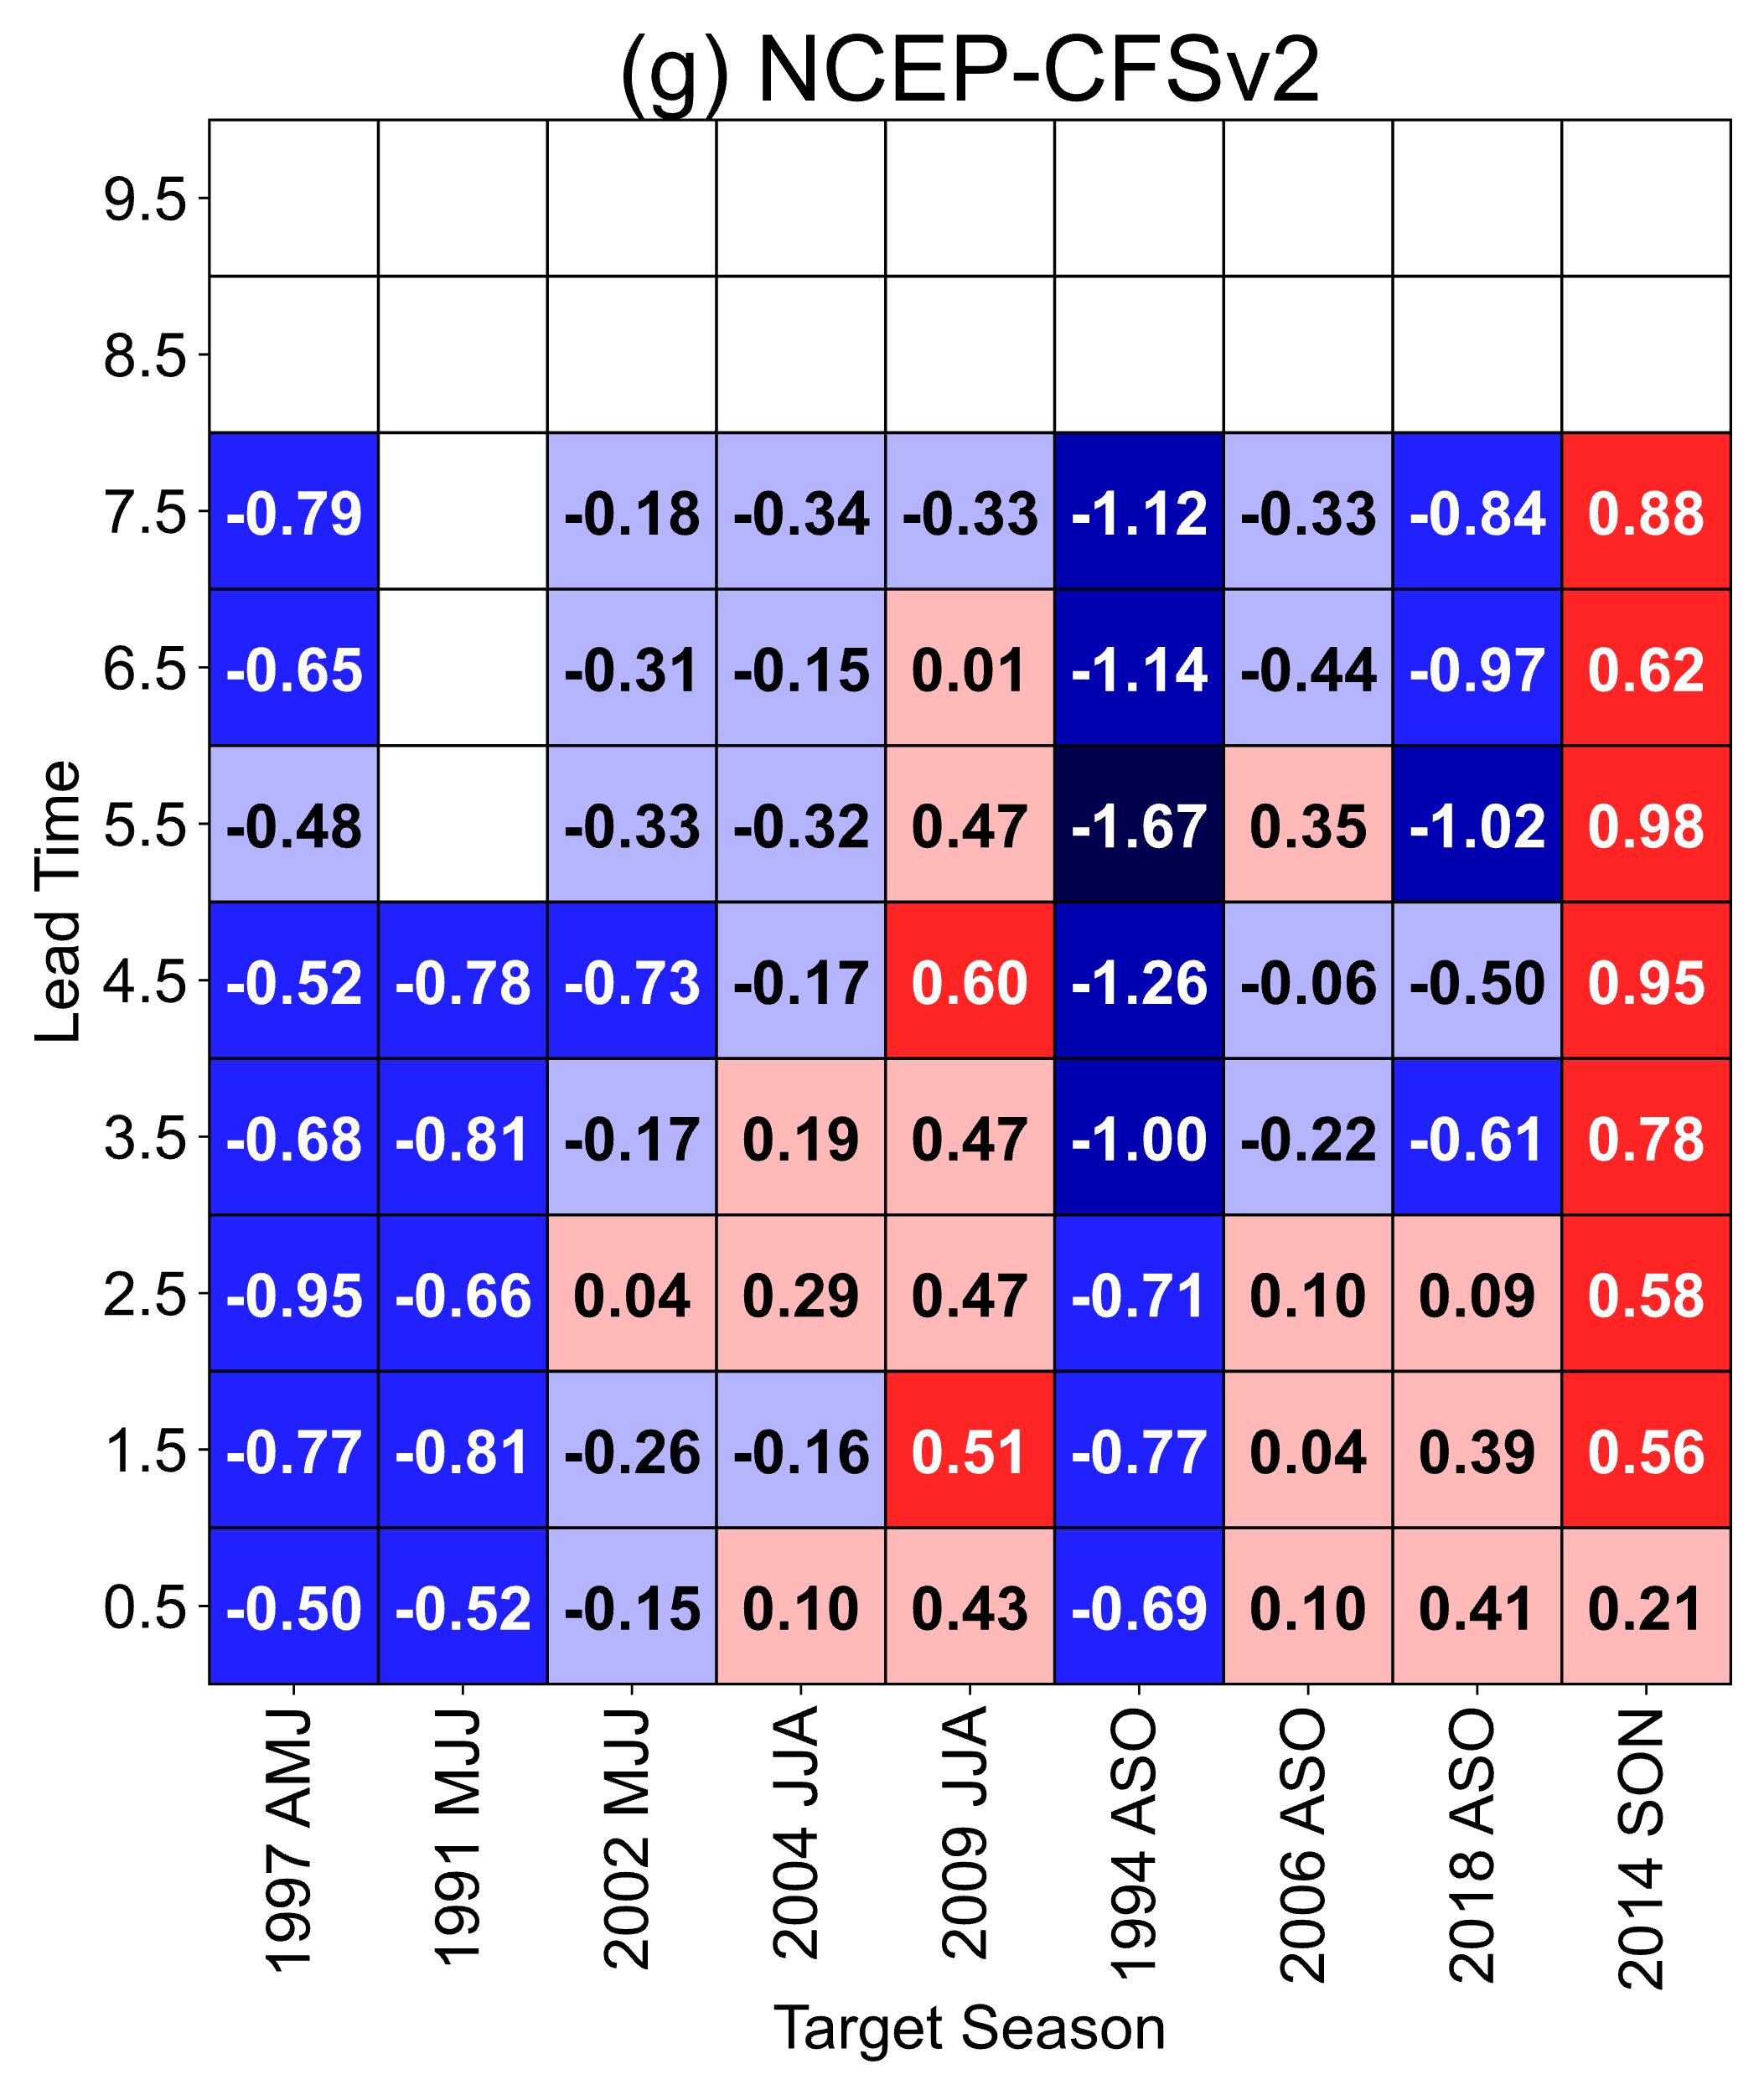 (g) NCEP-CFSv2
9.5
8.5
7.5 -0.79 -0.18 -0.34 -0.33 -1.12 -0.33 -0.84 0.88
6.5 -0.65 -0.31 -0.15 0.01 -1.14 -0.44 -0.97 0.62
5.5 -0.48 -0.33 -0.32 0.47 -1.67 0.35 -1.02 0.98
4.5 -0.52 -0.78 -0.73 -0.17 0.60 -1.26 -0.06 -0.50 0.95
3.5 -0.68 -0.81 -0.17 0.19 0.47 -1.00 -0.22 -0.61 0.78
2.5 -0.95 -0.66 0.04 0.29 0.47 -0.71 0.10 0.09 0.58
1.5 -0.77 -0.81 -0.26 -0.16 0.51 -0.77 0.04 0.39 0.56
0.5 -0.50 -0.52 -0.15 0.10 0.43 -0.69 0.10 0.41 0.21
Lead Time
1997 AMJ
1991 MJJ
2002 MJJ
2004 JJA
2009 JJA
1994 ASO
2006 ASO
2018 ASO
2014 SON
Target Season